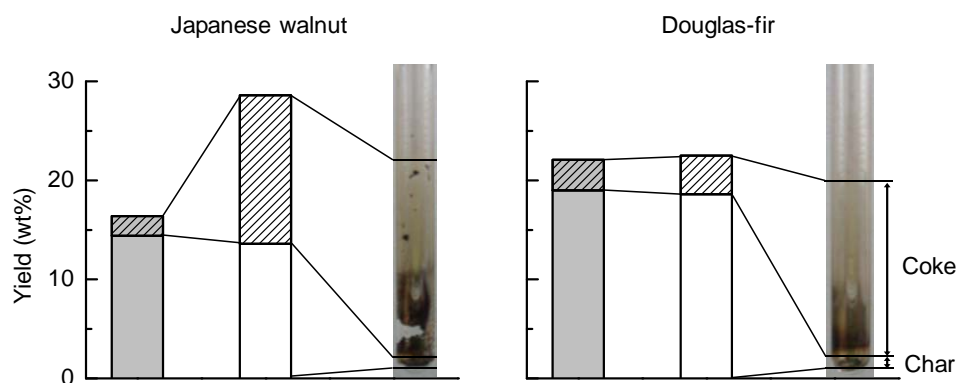 Japanese walnut
Douglas-fir
Yield (wt%)
30
20
10
0
Coke
Char